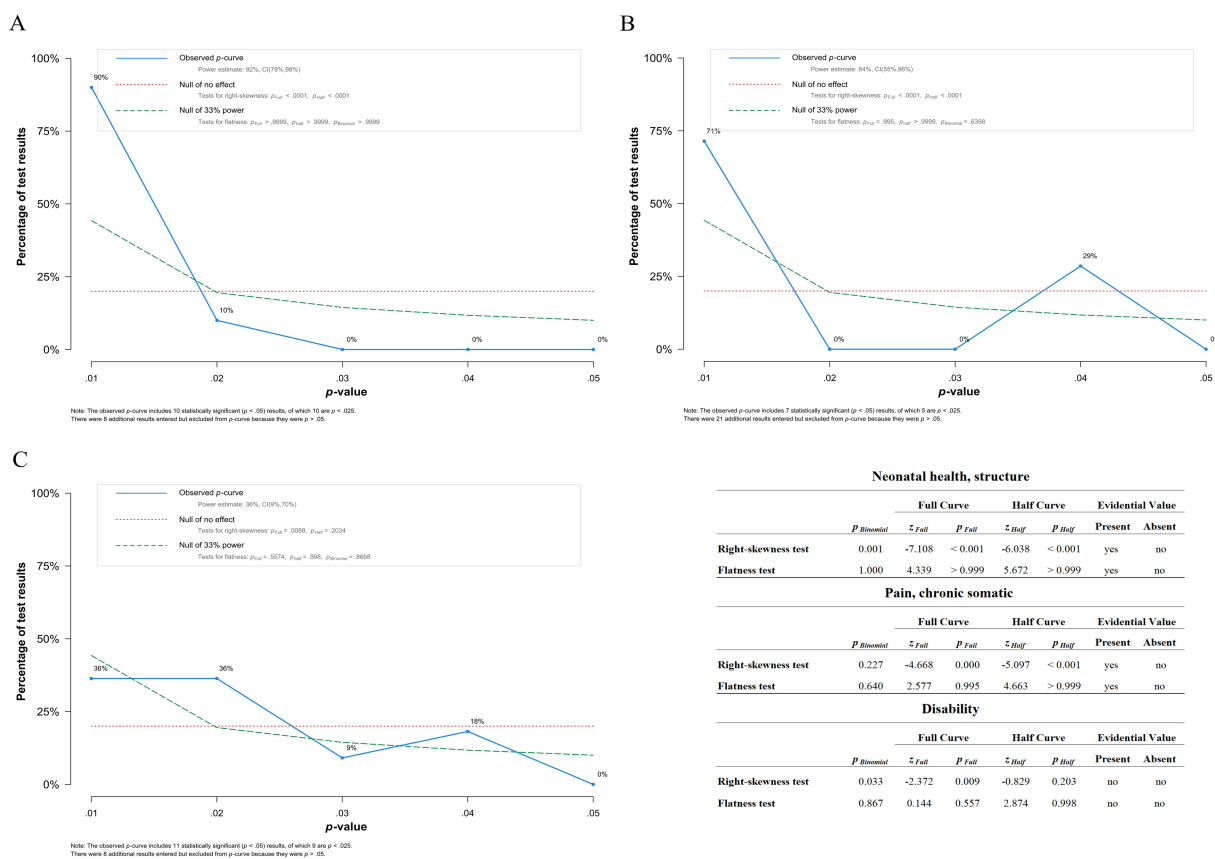 A
100%
75%
50%
25%
0%
Percentage of test results
Observed p-curve
Power estimate: 92%, CI(78%,98%)
Null of no effect
Tests for right-skewness: pFull < .0001, pHalf < .0001
Null of 33% power
Tests for flatness: pFull > .9999, pHalf > .9999, pBinomial > .9999
90%
10%
0%
0%
0%
.01 .02 .03 .04 .05
p-value
Note: The observed p-curve includes 10 statistically significant (p < .05) results, of which 10 are p < .025.
There were 8 additional results entered but excluded from p-curve because they were p > .05.
B
100%
75%
50%
25%
0%
Percentage of test results
Observed p-curve
Power estimate: 84%, CI(55%,96%)
Null of no effect
Tests for right-skewness: pFull < .0001, pHalf < .0001
Null of 33% power
Tests for flatness: pFull = .995, pHalf > .9999, pBinomial = .6398
71%
0%
0%
29%
0%
.01 .02 .03 .04 .05
p-value
Note: The observed p-curve includes 7 statistically significant (p < .05) results, of which 5 are p < .025.
There were 21 additional results entered but excluded from p-curve because they were p > .05.
C
100%
75%
50%
25%
0%
Percentage of test results
Observed p-curve
Power estimate: 36%, CI(9%,70%)
Null of no effect
Tests for right-skewness: pFull = .0088, pHalf = .2034
Null of 33% power
Tests for flatness: pFull = .5574, pHalf = .998, pBinomial = .8668
36%
36%
9%
18%
0%
.01 .02 .03 .04 .05
p-value
Note: The observed p-curve includes 11 statistically significant (p < .05) results, of which 9 are p < .025.
There were 8 additional results entered but excluded from p-curve because they were p > .05.
Neonatal health, structure
Full Curve Half Curve Evidential Value
p Binomial z Full p Full z Half p Half Present Absent
Right-skewness test 0.001 -7.108 < 0.001 -6.038 < 0.001 yes no
Flatness test 1.000 4.339 > 0.999 5.672 > 0.999 yes no
Pain, chronic somatic
Full Curve Half Curve Evidential Value
p Binomial z Full p Full z Half p Half Present Absent
Right-skewness test 0.227 -4.668 0.000 -5.097 < 0.001 yes no
Flatness test 0.640 2.577 0.995 4.663 > 0.999 yes no
Disability
Full Curve Half Curve Evidential Value
p Binomial z Full p Full z Half p Half Present Absent
Right-skewness test 0.033 -2.372 0.009 -0.829 0.203 no no
Flatness test 0.867 0.144 0.557 2.874 0.998 no no